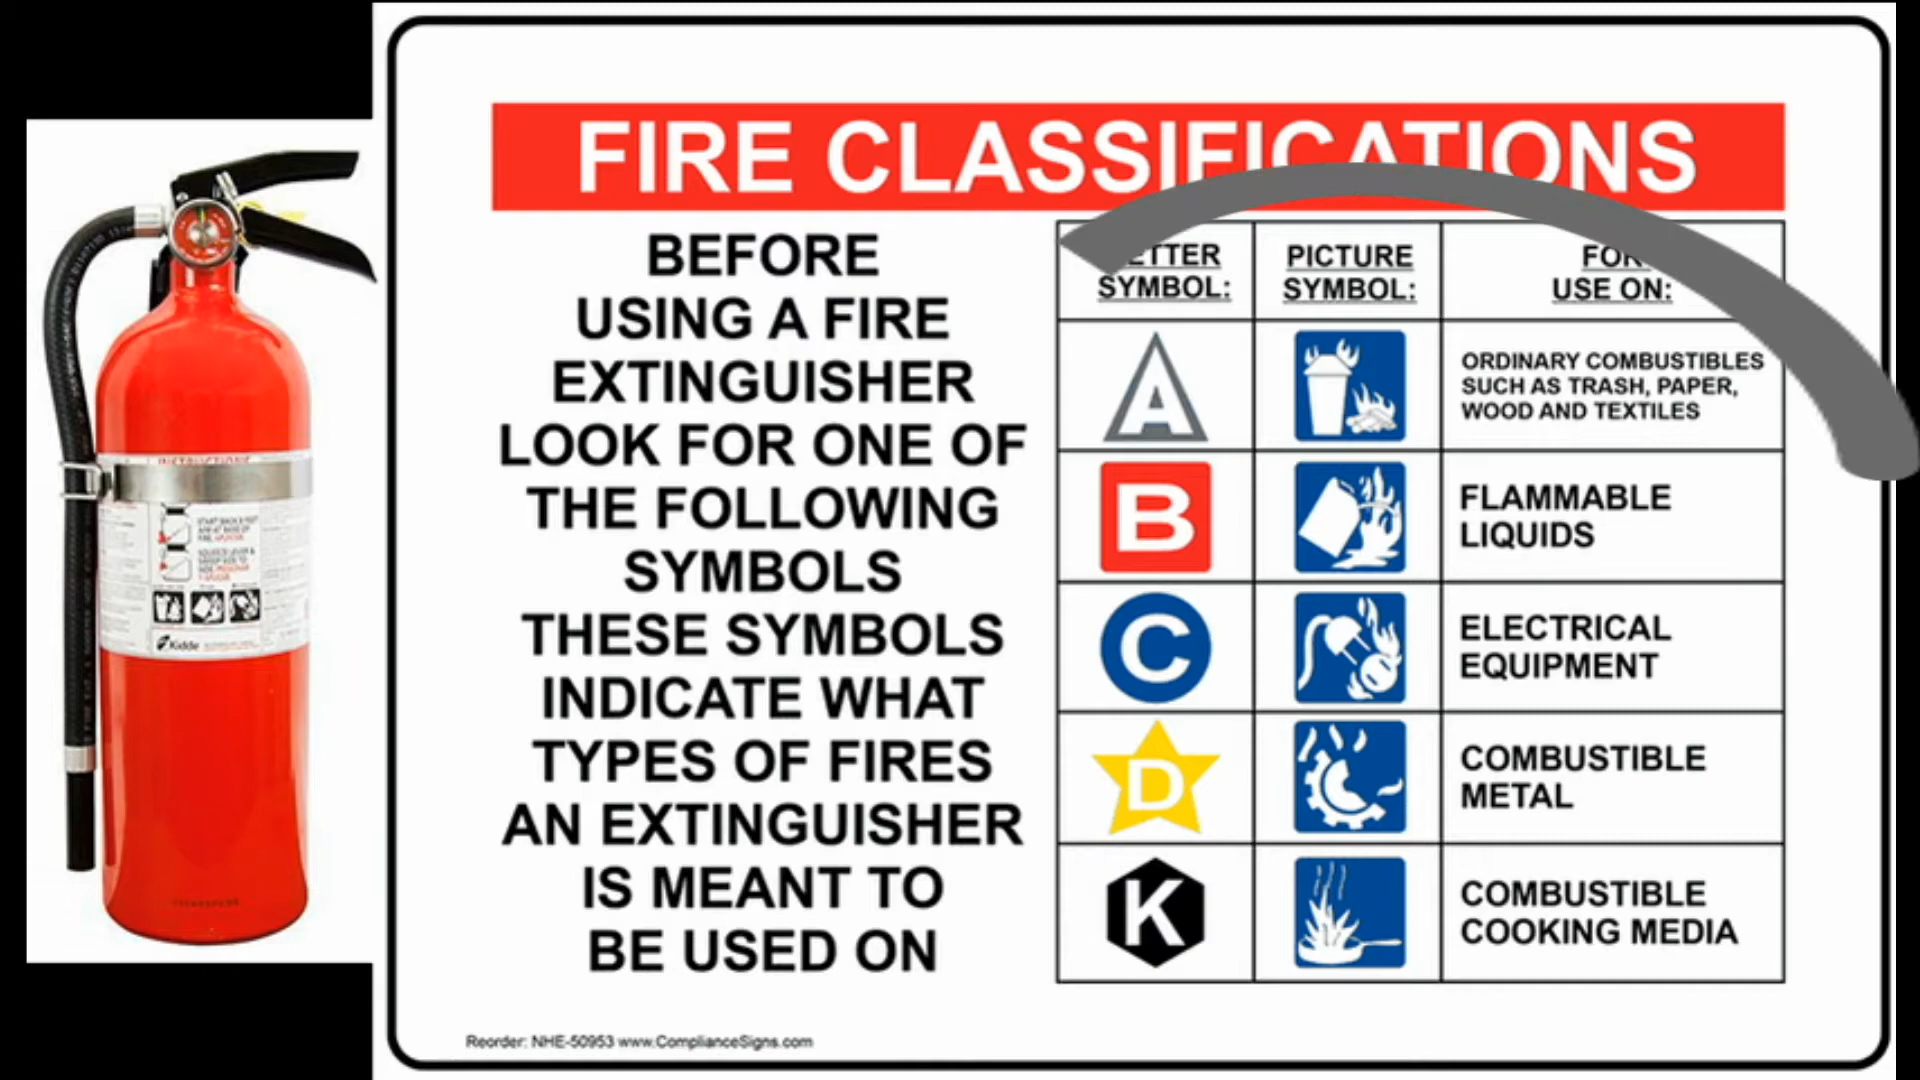 FIRE CLASSIFICATIONS
BEFORE
USING A FIRE
EXTINGUISHER
LOOK FOR ONE OF
THE FOLLOWING
SYMBOLS
THESE SYMBOLS
INDICATE WHAT
TYPES OF FIRES
AN EXTINGUISHER
IS MEANT TO
BE USED ON
SYMBOL:
PICTURE
SYMBOL:
FOR
USE ON:
A
ORDINARY COMBUSTIBLES
SUCH AS TRASH, PAPER,
WOOD AND TEXTILES
B
FLAMMABLE
LIQUIDS
C
ELECTRICAL
EQUIPMENT
D
COMBUSTIBLE
METAL
K
COMBUSTIBLE
COOKING MEDIA
Reorder: NHE-50953 www.ComplianceSigns.com
Kidde